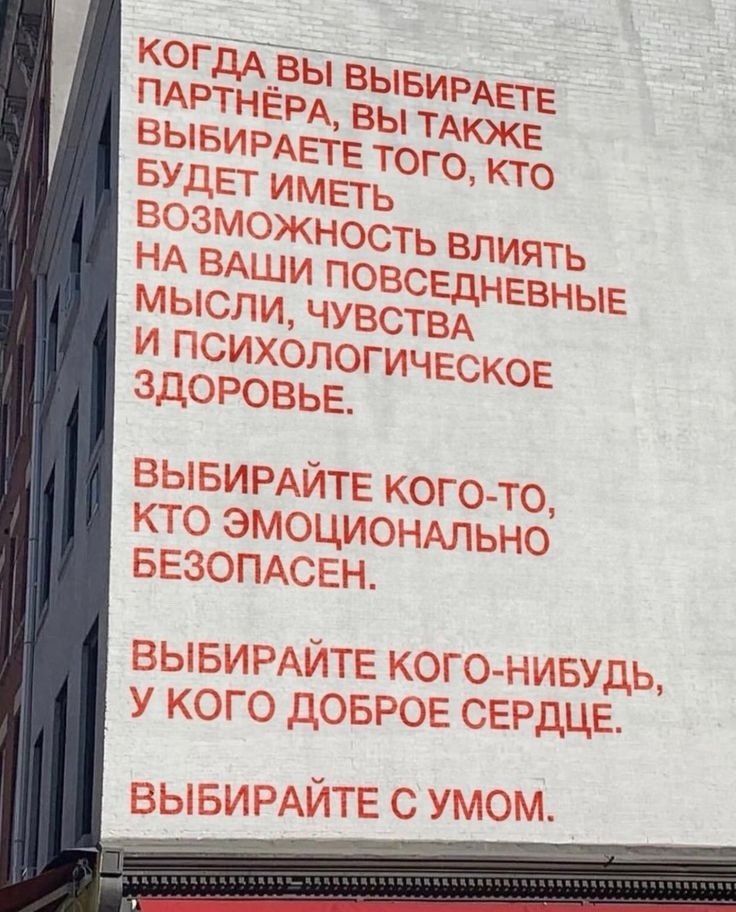 КОГДА ВЫ ВЫБИРАЕТЕ
ПАРТНЁРА, ВЫ ТАКЖЕ
ВЫБИРАЕТЕ ТОГО, КТО
БУДЕТ ИМЕТЬ
ВОЗМОЖНОСТЬ ВЛИЯТЬ
НА ВАШИ ПОВСЕДНЕВНЫЕ
МЫСЛИ, ЧУВСТВА
И ПСИХОЛОГИЧЕСКОЕ
ЗДОРОВЬЕ.
ВЫБИРАЙТЕ КОГО-ТО,
КТО ЭМОЦИОНАЛЬНО
БЕЗОПАСЕН.
ВЫБИРАЙТЕ КОГО-НИБУДЬ,
У КОГО ДОБРОЕ СЕРДЦЕ.
ВЫБИРАЙТЕ С УМОМ.